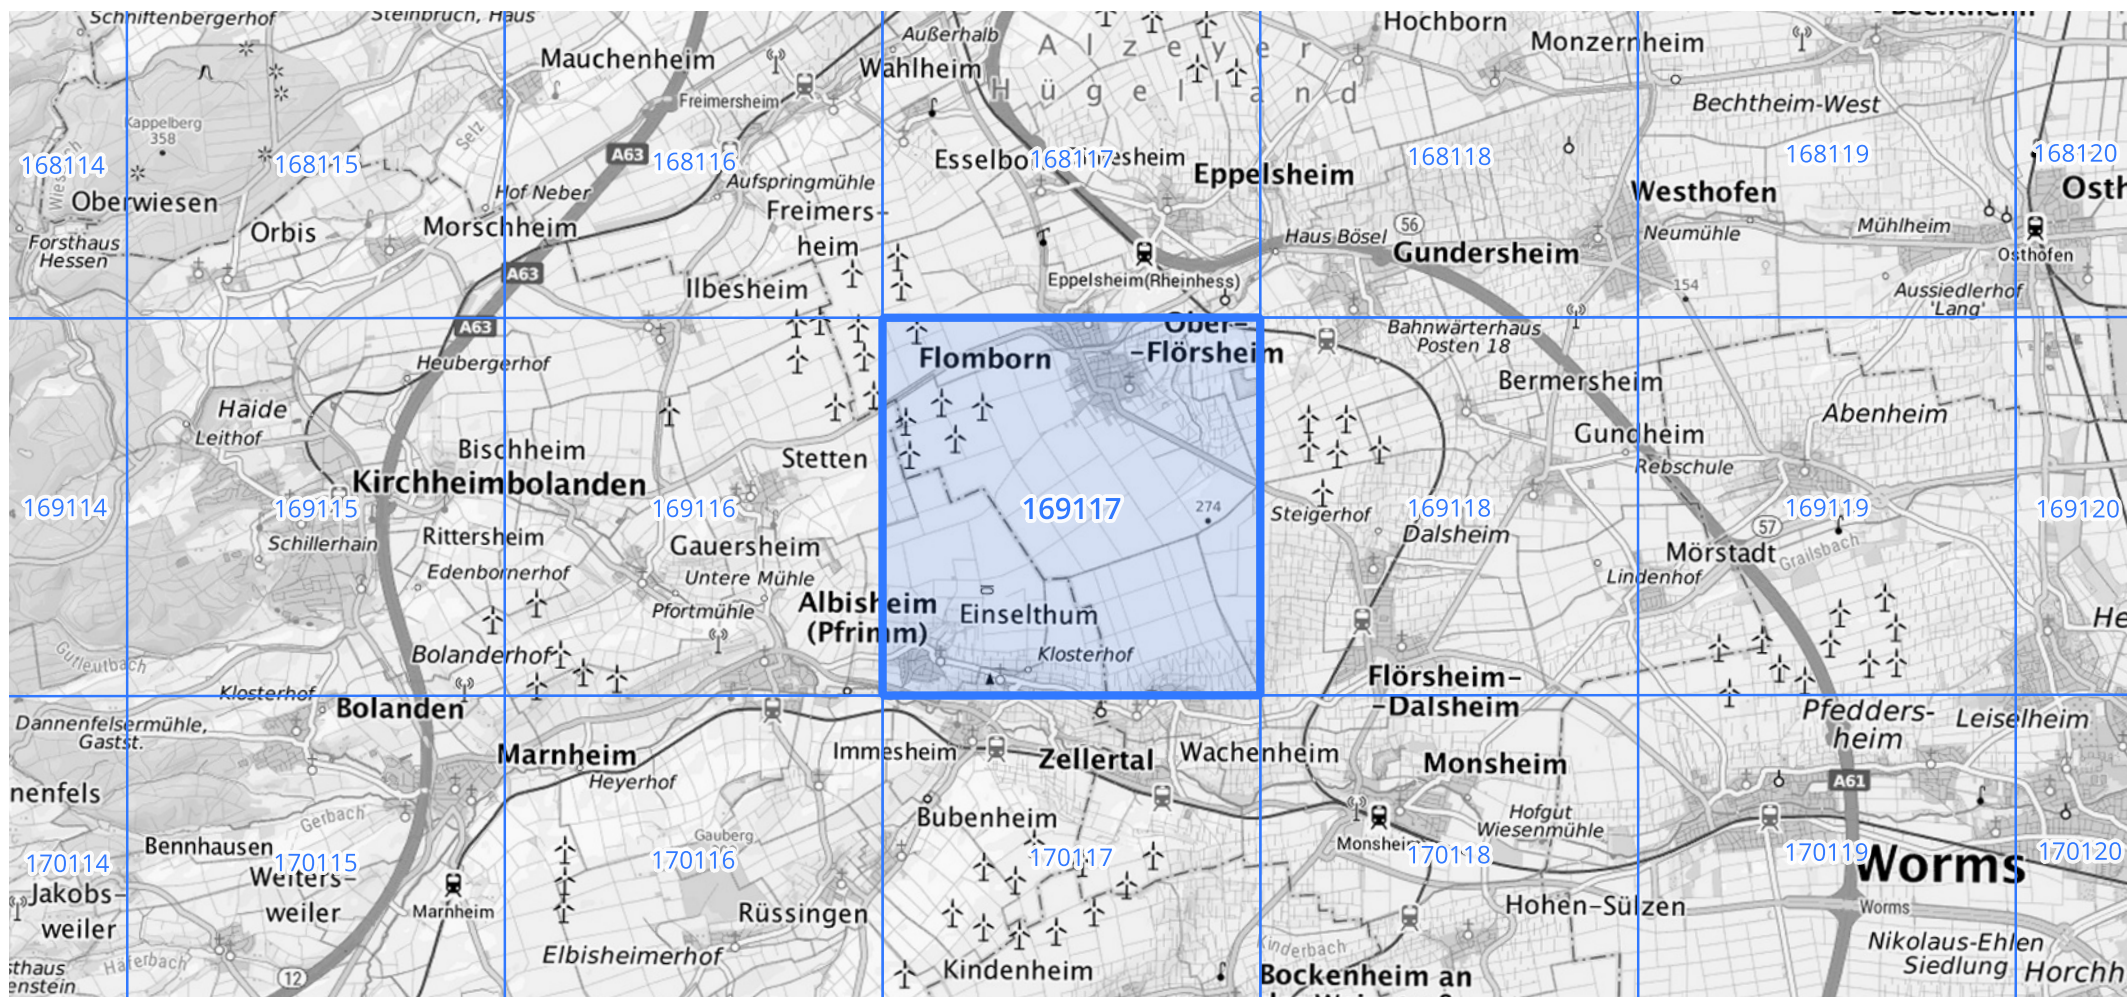 Schniftenbergerhof
Steinbruch, Haus
Mauchenheim
Außerhalb
Wahlheim
Alzeyer
Hügelland
Hochborn
Monzernheim
Bechtheim-West
Freimersheim
Kappelberg
358
Selz
A63
168114
168115
168116
168117
168118
168119
168120
Eppelsheim
Aufspringmühle
Hof Neber
Oberwiesen
Orbis
Morschheim
Freimers-
heim
Westhofen
Osth
Forsthaus
Hessen
56
Haus Bösel
Gundersheim
Neumühle
Mühlheim
Osthofen
A63
Ilbesheim
Eppelsheim(Rheinhess)
154
Aussiedlerhof
'Lang'
A63
Heubergerhof
Flomborn
Ober-
-Flörsheim
Bahnwärterhaus
Posten 18
Bermersheim
Haide
Leithof
Abenheim
Bischheim
Stetten
Gundheim
Rebschule
Kirchheimbolanden
169114
169115
169116
169117
274
Steigerhof
169118
169119
169120
Schillerhain
Rittersheim
Gauersheim
Dalsheim
57
Mörstadt
Grailsbach
Edenbornerhof
Untere Mühle
Lindenhof
Pfortmühle
Albisheim
(Pfrimm)
Einselthum
He
Gutleutbach
Bolanderhof
Klosterhof
Klosterhof
Flörsheim-
-Dalsheim
Bolanden
Dannenfelsermühle,
Gastst.
Pfedders-
heim
Leiselheim
Marnheim
Immesheim
Zellertal
Wachenheim
Monsheim
Heyerhof
A61
nenfels
Gerbach
Bubenheim
Hofgut
Wiesenmühle
Bennhausen
Gauberg
Monsheim
170114
170115
170116
170117
170118
170119
170120
Worms
Jakobs-
weiler
Weiters-
weiler
Marnheim
Rüssingen
Hohen-Sülzen
Worms
Häferbach
Elbisheimerhof
Kinderbach
Nikolaus-Ehlen
Siedlung
Horchh
sthaus
enstein
12
Kindenheim
Bockenheim an